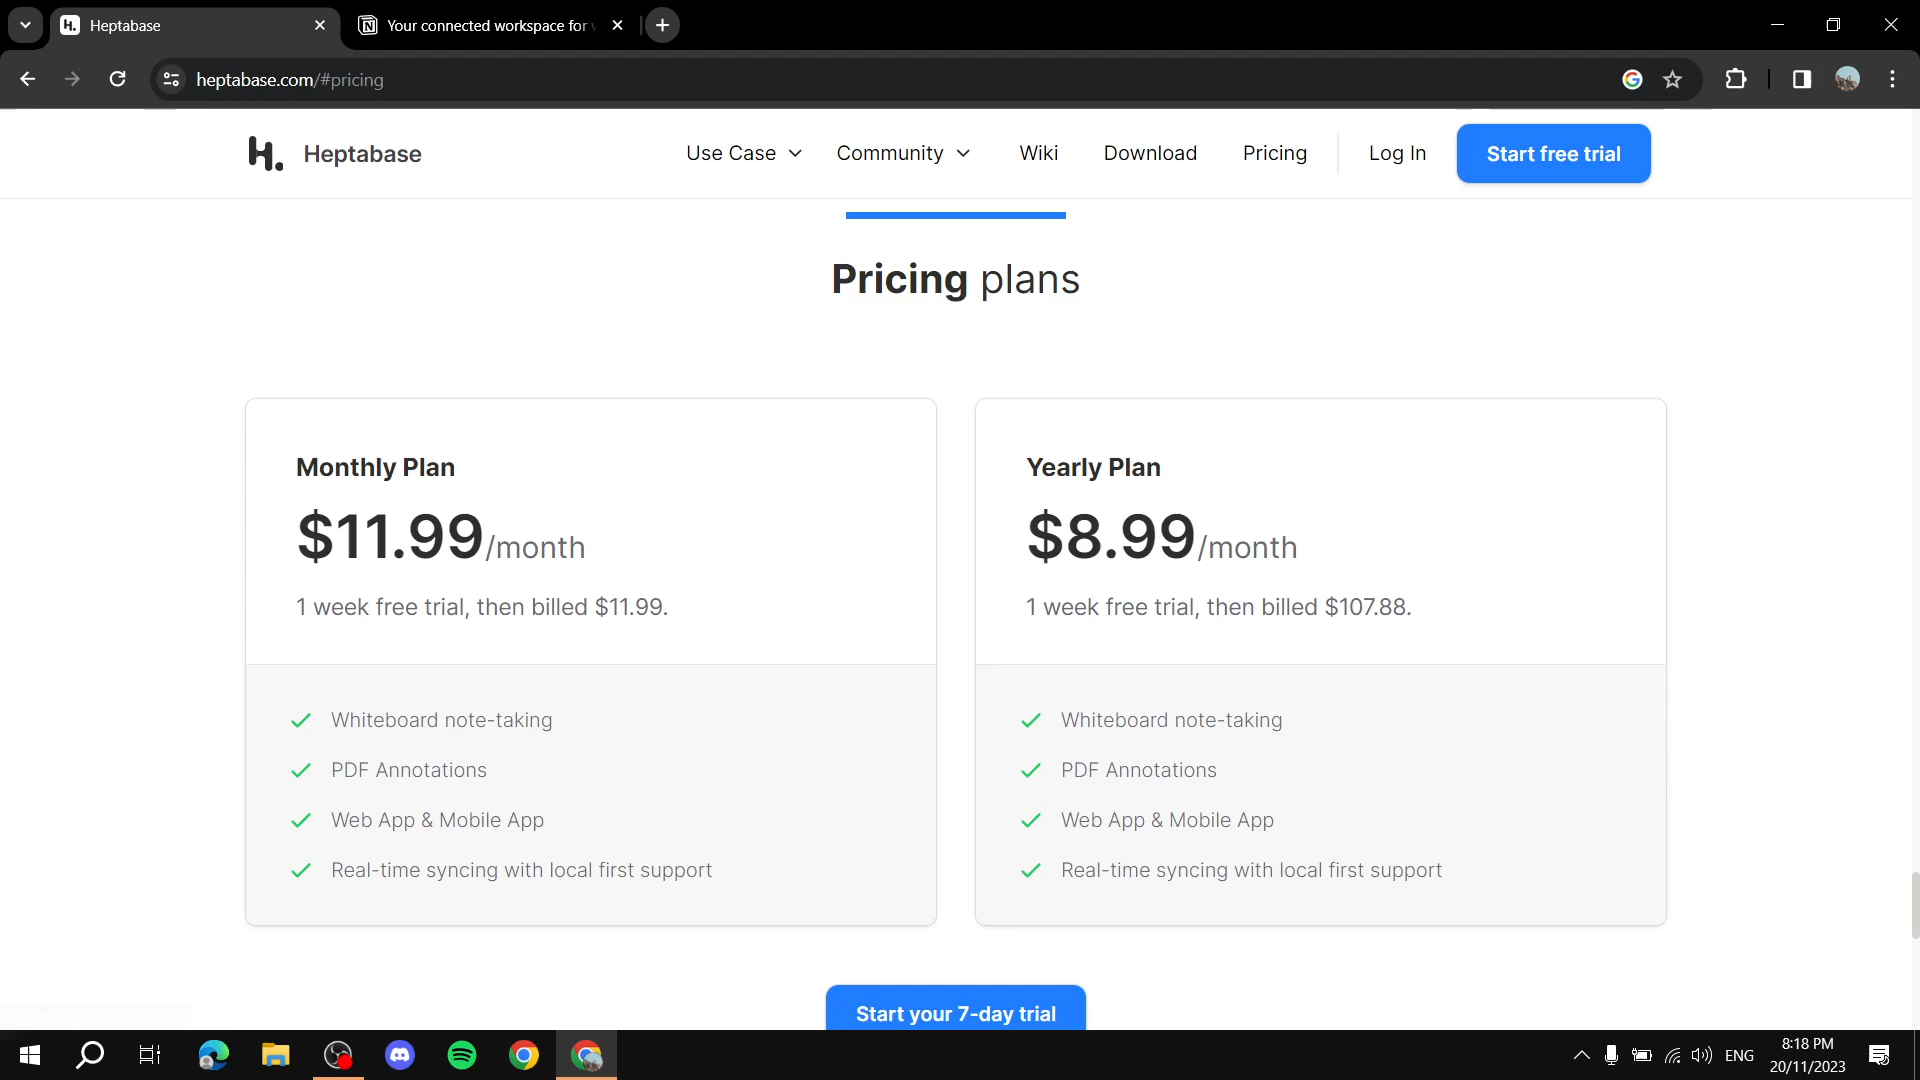 Heptabase
Your connected workspace for
heptabase.com/#pricing
Heptabase
Use Case
Community
Wiki
Download
Pricing
Log In
Start free trial
Pricing plans
Monthly Plan
$11.99/month
1 week free trial, then billed $11.99.
Whiteboard note-taking
PDF Annotations
Web App & Mobile App
Real-time syncing with local first support
Yearly Plan
$8.99/month
1 week free trial, then billed $107.88.
Whiteboard note-taking
PDF Annotations
Web App & Mobile App
Real-time syncing with local first support
Start your 7-day trial
ENG
8:18 PM
20/11/2023